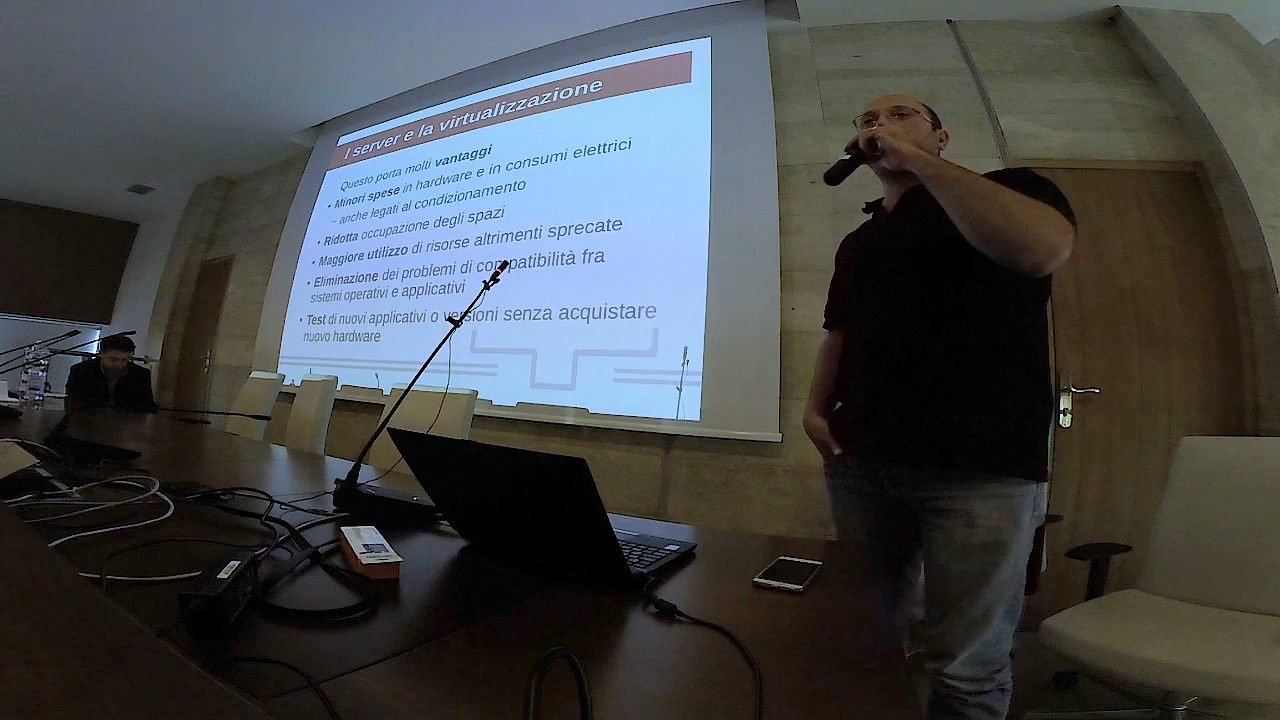 I server e la virtualizzazione
Questo porta molti vantaggi
• Minori spese in hardware e in consumi elettrici
– anche legati al condizionamento
• Ridotta occupazione degli spazi
• Maggiore utilizzo di risorse altrimenti sprecate
• Eliminazione dei problemi di compatibilità fra
sistemi operativi e applicativi
• Test di nuovi applicativi o versioni senza acquistare
nuovo hardware